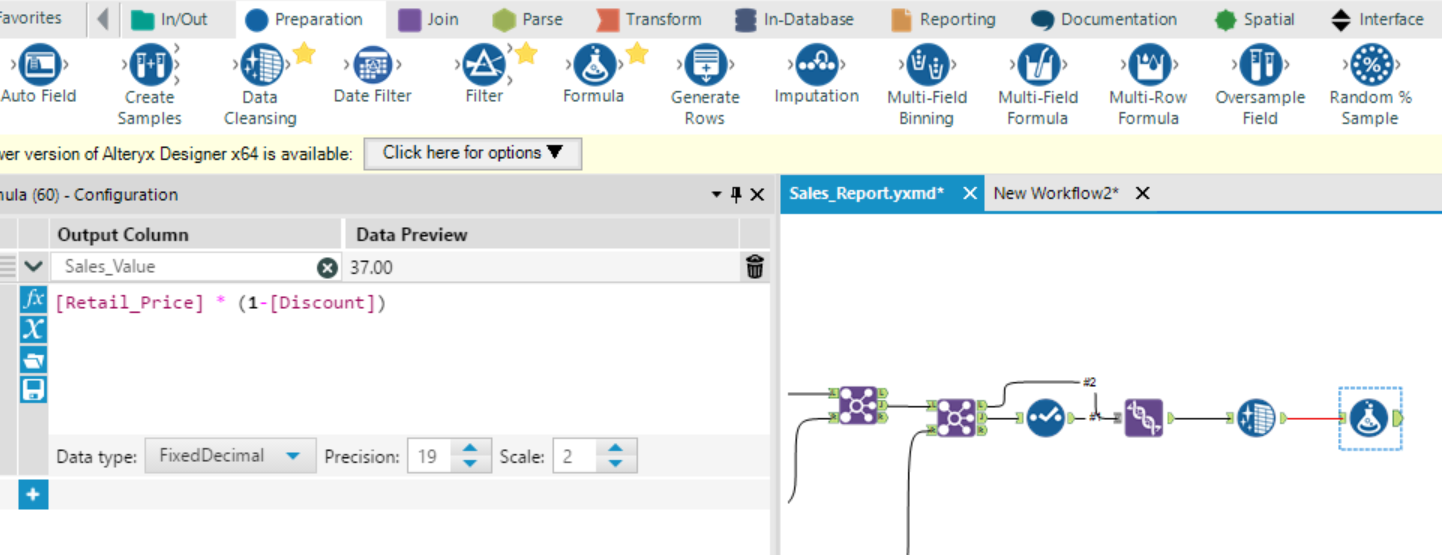 Favorites In/Out Preparation Join Parse Transform In-Database Reporting Documentation Spatial Interface
Auto Field Create Samples Data Cleansing Date Filter Filter Formula Generate Rows Imputation Multi-Field Binning Multi-Field Formula Multi-Row Formula Oversample Field Random % Sample
wer version of Alteryx Designer x64 is available: Click here for options ▼
nula (60) - Configuration
Sales_Report.yxmd* New Workflow2*
Output Column Data Preview
Sales_Value 37.00
fx [Retail_Price] * (1-[Discount])
X
Data type: FixedDecimal Precision: 19 Scale: 2
#2
#1